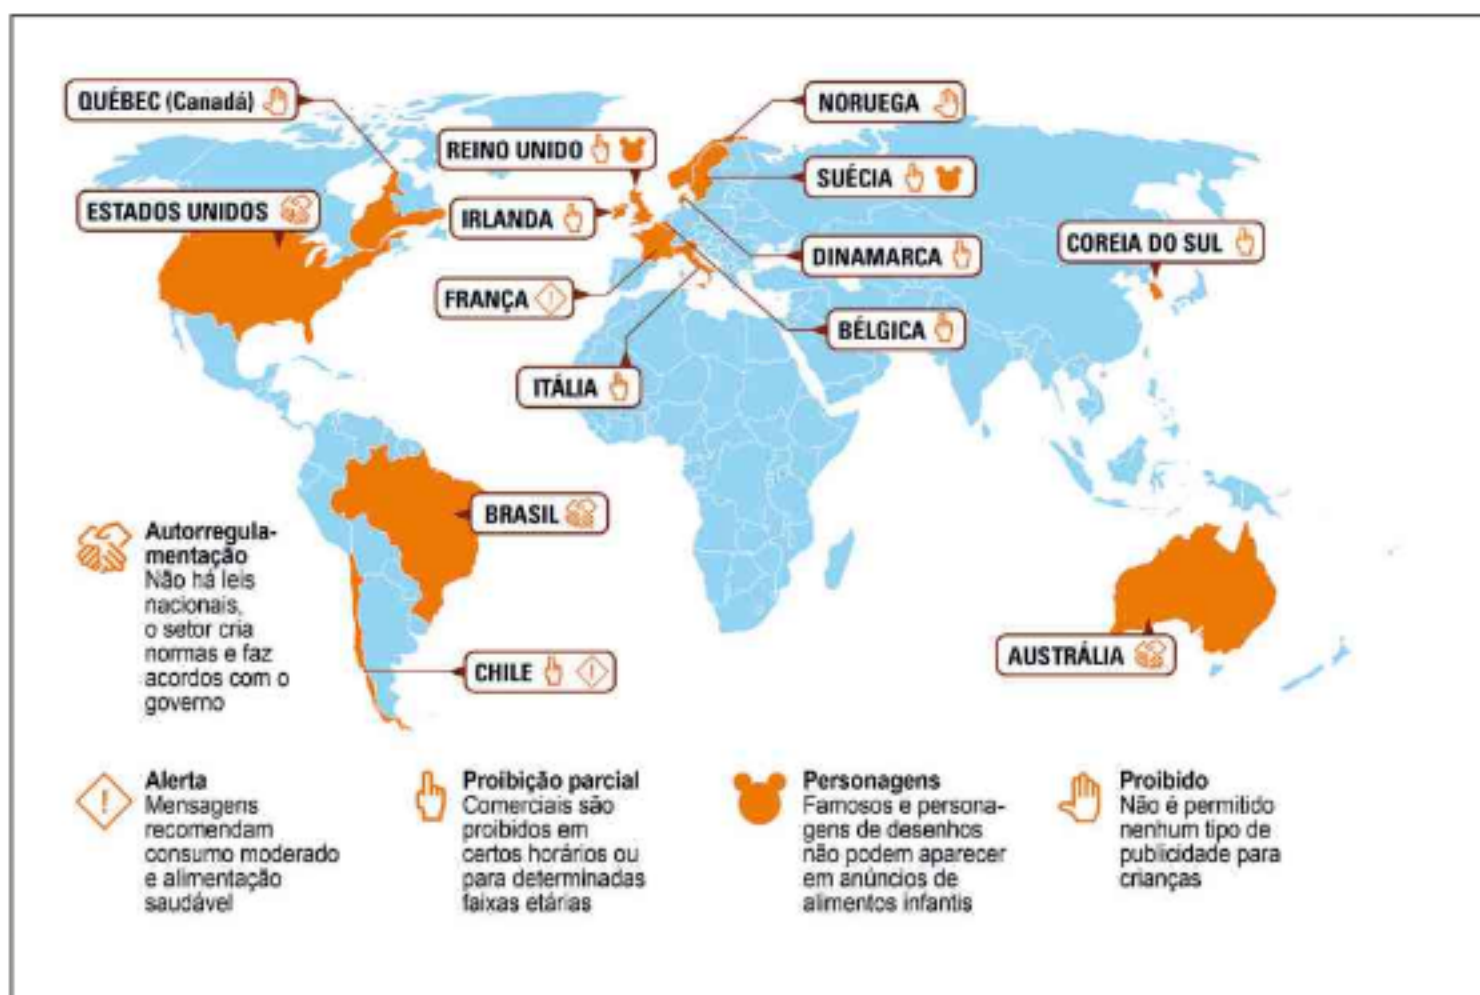 QUÉBEC (Canadá)
NORUEGA
REINO UNIDO
SUÉCIA
ESTADOS UNIDOS
IRLANDA
COREIA DO SUL
DINAMARCA
FRANÇA
BÉLGICA
ITÁLIA
BRASIL
CHILE
AUSTRÁLIA
Autorregula-
mentação
Não há leis
nacionais,
o setor cria
normas e faz
acordos com o
governo
Alerta
Mensagens
recomendam
consumo moderado
e alimentação
saudável
Proibição parcial
Comerciais são
proibidos em
certos horários ou
para determinadas
faixas etárias
Personagens
Famosos e persona-
gens de desenhos
não podem aparecer
em anúncios de
alimentos infantis
Proibido
Não é permitido
nenhum tipo de
publicidade para
crianças